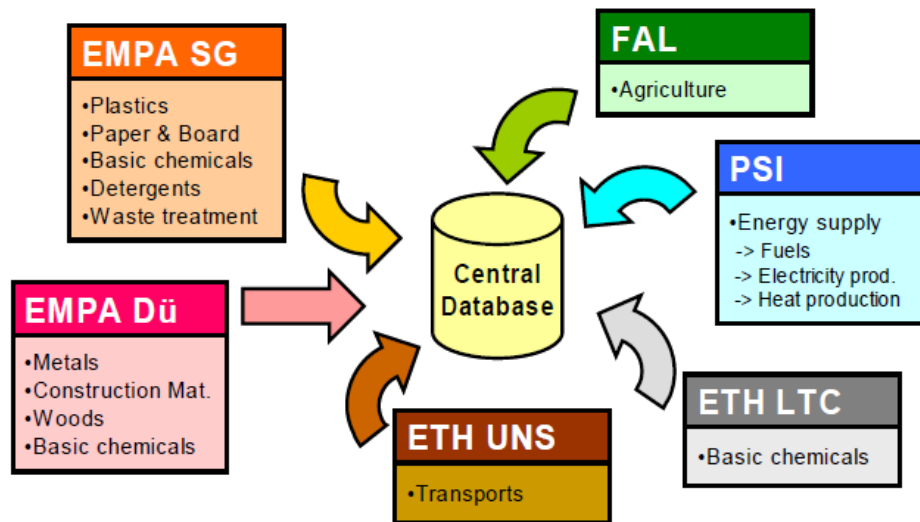 EMPA SG
•Plastics
•Paper & Board
•Basic chemicals
•Detergents
•Waste treatment
FAL
•Agriculture
PSI
•Energy supply
-> Fuels
-> Electricity prod.
-> Heat production
Central
Database
EMPA Dü
•Metals
•Construction Mat.
•Woods
•Basic chemicals
ETH UNS
•Transports
ETH LTC
•Basic chemicals